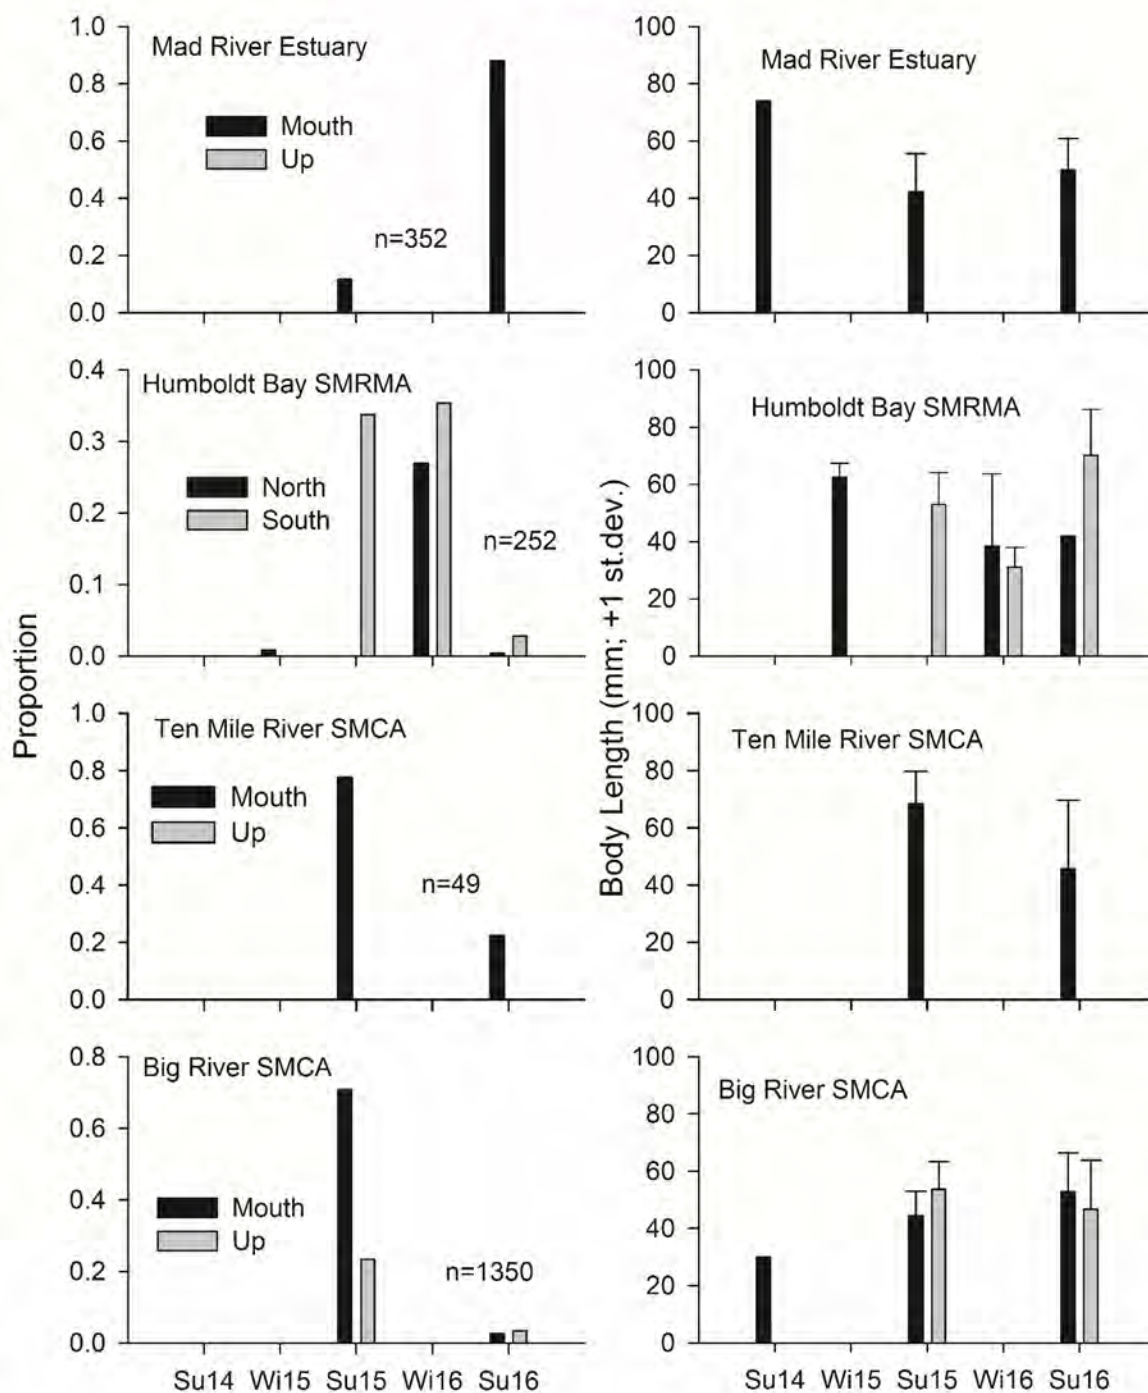 Proportion
1.0
0.8
0.6
0.4
0.2
0.0
Mad River Estuary
Mouth
Up
n=352
0.4
0.3
0.2
0.1
0.0
Humboldt Bay SMRMA
North
South
n=252
1.0
0.8
0.6
0.4
0.2
0.0
Ten Mile River SMCA
Mouth
Up
n=49
0.8
0.6
0.4
0.2
0.0
Big River SMCA
Mouth
Up
n=1350
Su14 Wi15 Su15 Wi16 Su16
Body Length (mm; +1 st.dev.)
100
80
60
40
20
0
Mad River Estuary
100
80
60
40
20
0
Humboldt Bay SMRMA
100
80
60
40
20
0
Ten Mile River SMCA
100
80
60
40
20
0
Big River SMCA
Su14 Wi15 Su15 Wi16 Su16